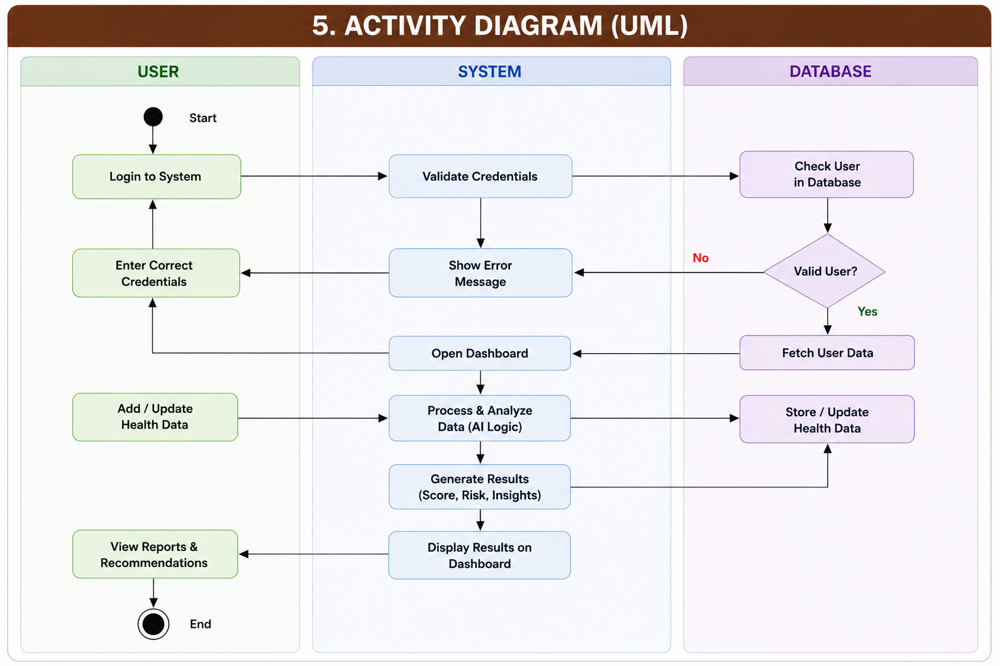 5. ACTIVITY DIAGRAM (UML)
USER
SYSTEM
DATABASE
Start
Login to System
Validate Credentials
Check User
in Database
Enter Correct
Credentials
Show Error
Message
No
Valid User?
Yes
Open Dashboard
Fetch User Data
Add / Update
Health Data
Process & Analyze
Data (AI Logic)
Store / Update
Health Data
Generate Results
(Score, Risk, Insights)
View Reports &
Recommendations
Display Results on
Dashboard
End